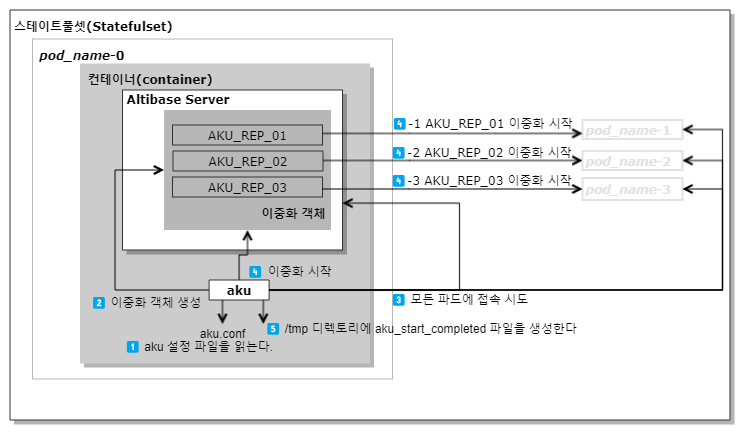 스테이트풀셋(Statefulset)
pod_name-0
컨테이너(container)
Altibase Server
AKU_REP_01
AKU_REP_02
AKU_REP_03
이중화 객체
4 -1 AKU_REP_01 이중화 시작
pod_name-1
4 -2 AKU_REP_02 이중화 시작
pod_name-2
4 -3 AKU_REP_03 이중화 시작
pod_name-3
4 이중화 시작
aku
2 이중화 객체 생성
3 모든 파드에 접속 시도
aku.conf
5 /tmp 디렉토리에 aku_start_completed 파일을 생성한다
1 aku 설정 파일을 읽는다.